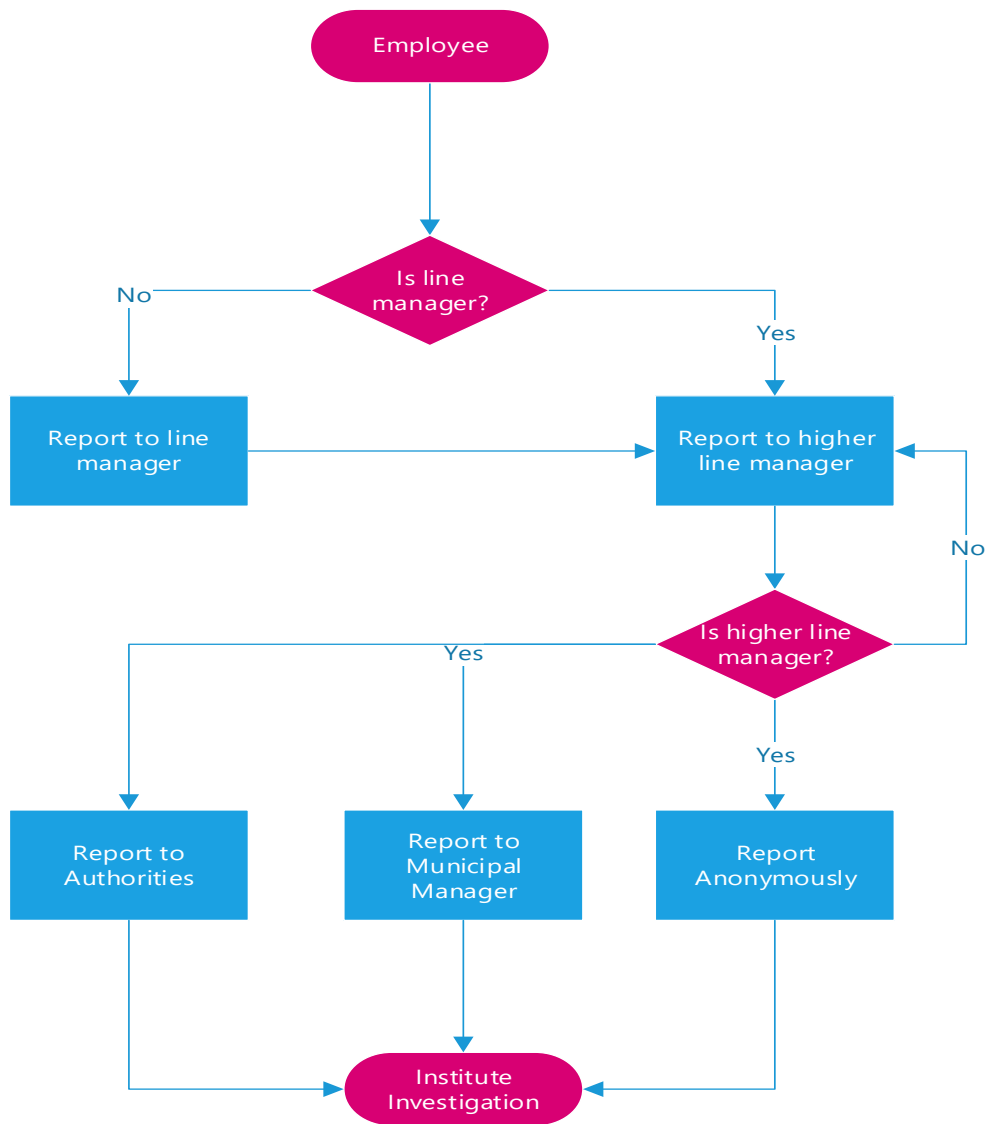 Employee
Is line
manager?
No
Yes
Report to line
manager
Report to higher
line manager
No
Is higher line
manager?
Yes
Yes
Report to
Authorities
Report to
Municipal
Manager
Report
Anonymously
Institute
Investigation